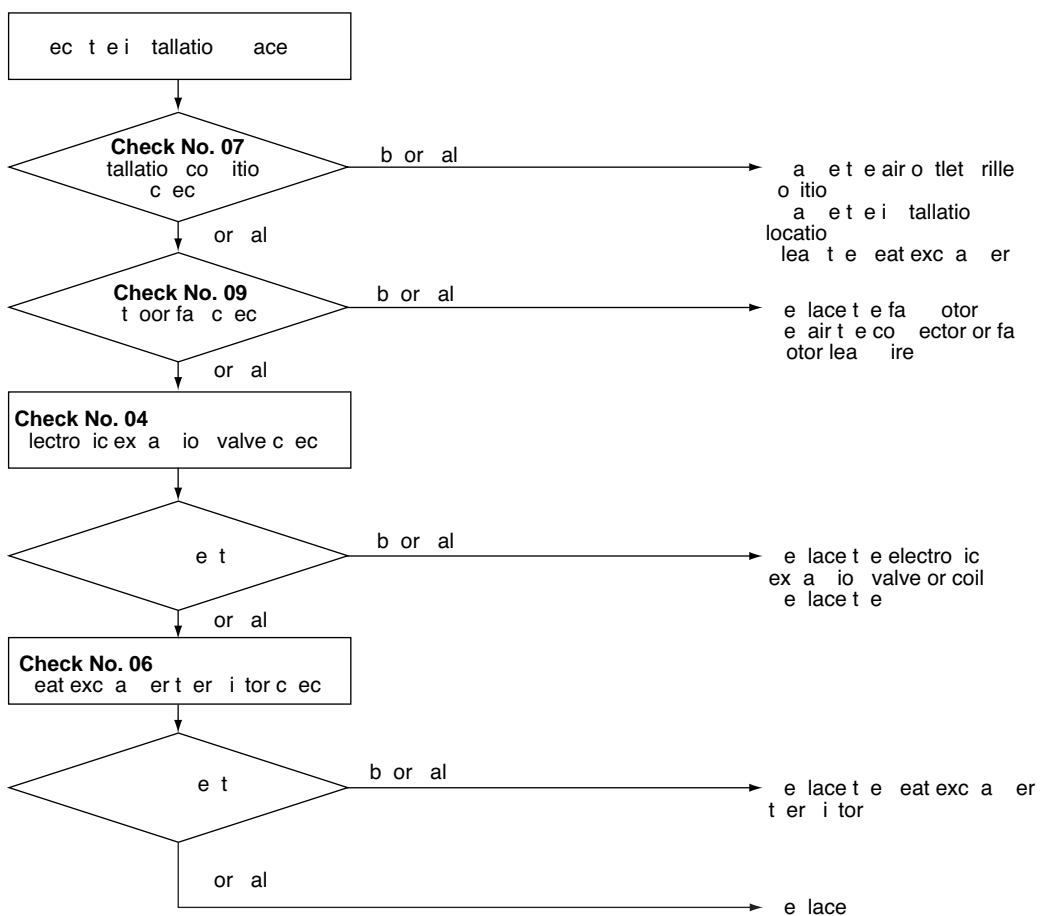 ec t e i tallatio ace
Check No. 07
tallatio co itio
c ec
b or al
a e t e air o tlet rille
o itio
a e t e i tallatio
locatio
lea t e eat exc a er
or al
Check No. 09
t oor fa c ec
b or al
e lace t e fa otor
e air t e co ector or fa
otor lea ire
or al
Check No. 04
lectro ic ex a io valve c ec
e t
b or al
e lace t e electro ic
ex a io valve or coil
e lace t e
or al
Check No. 06
eat exc a er t er i tor c ec
e t
b or al
e lace t e eat exc a er
t er i tor
or al
e lace